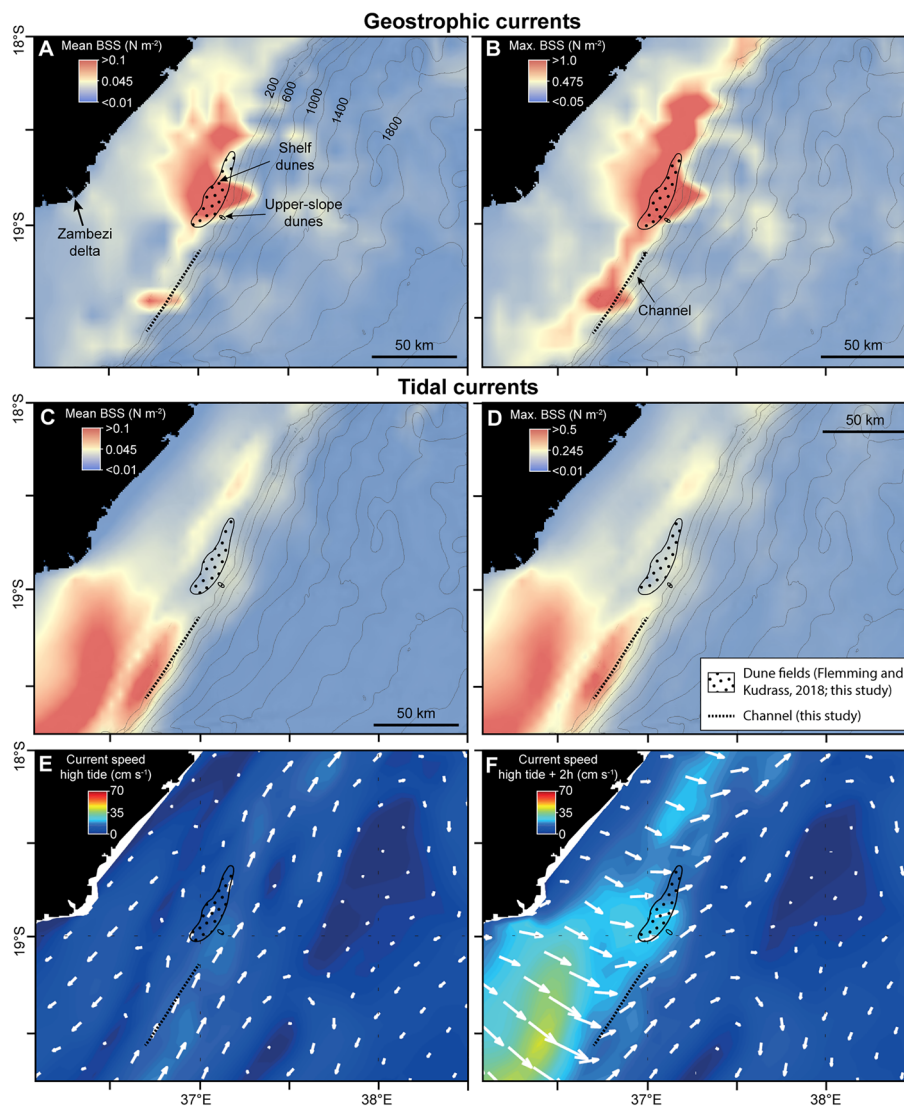 Geostrophic currents
A
Mean BSS (N m⁻²)
>0.1
0.045
<0.01
18°S
19°S
200
600
1000
1400
1800
Shelf
dunes
Upper-slope
dunes
Zambezi
delta
50 km
B
Max. BSS (N m⁻²)
>1.0
0.475
<0.05
Channel
50 km
Tidal currents
C
Mean BSS (N m⁻²)
>0.1
0.045
<0.01
18°S
19°S
50 km
D
Max. BSS (N m⁻²)
>0.5
0.245
<0.01
50 km
Dune fields (Flemming and
Kudrass, 2018; this study)
Channel (this study)
E
Current speed
high tide (cm s⁻¹)
70
35
0
18°S
19°S
37°E
38°E
F
Current speed
high tide + 2h (cm s⁻¹)
70
35
0
37°E
38°E